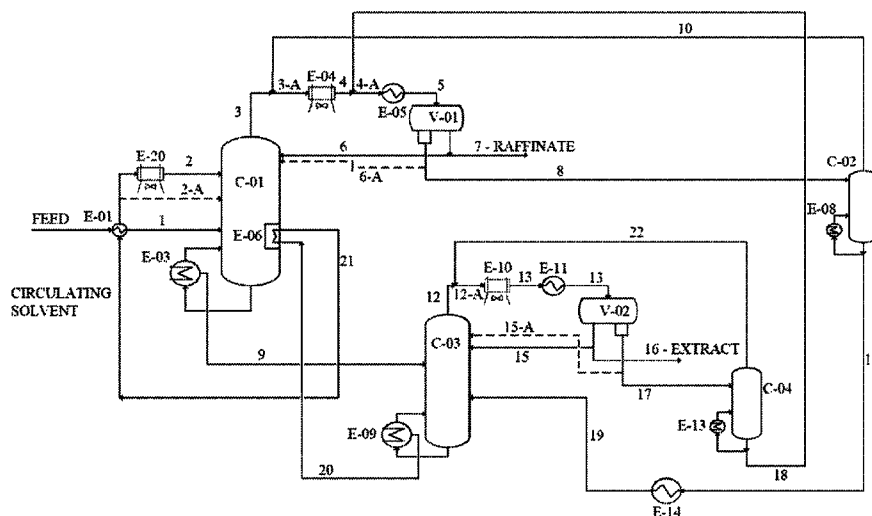 10
E-04
3-A
4
4-A
5
E-05
3
V-01
E-20
2
6
7 - RAFFINATE
C-02
6-A
8
C-01
2-A
E-01
FEED
1
E-08
E-06
E-03
22
21
E-10
E-11
13
13
12
12-A
V-02
CIRCULATING
SOLVENT
15-A
C-03
16 - EXTRACT
15
9
1
17
C-04
E-13
E-09
19
20
18
E-14